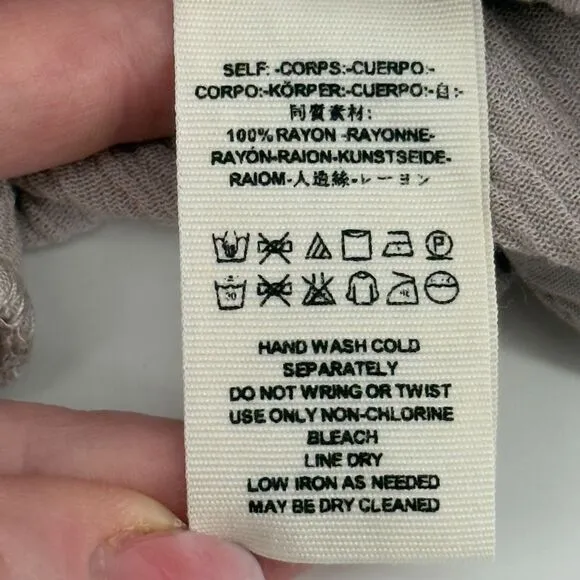 SELF: -CORPS:-CUERPO:-
CORPO:-KÖRPER:-CUERPO:-自:-
同質素材:
100% RAYON -RAYONNE-
RAYÓN-RAION-KUNSTSEIDE-
RAIOM-人造絲-レーヨン
P
30
HAND WASH COLD
SEPARATELY
DO NOT WRING OR TWIST
USE ONLY NON-CHLORINE
BLEACH
LINE DRY
LOW IRON AS NEEDED
MAY BE DRY CLEANED